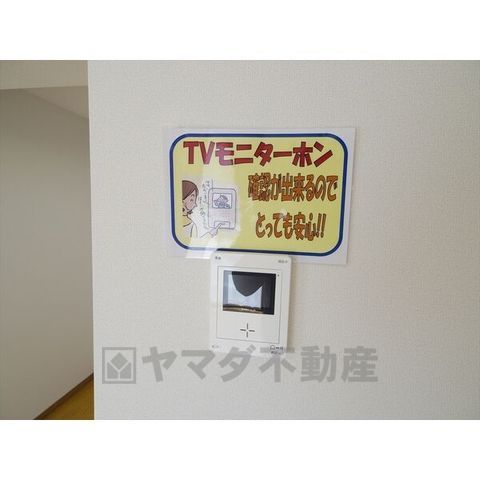 TVモニターホン
確認が出来るので
とっても安心!!
ヤマダ不動産